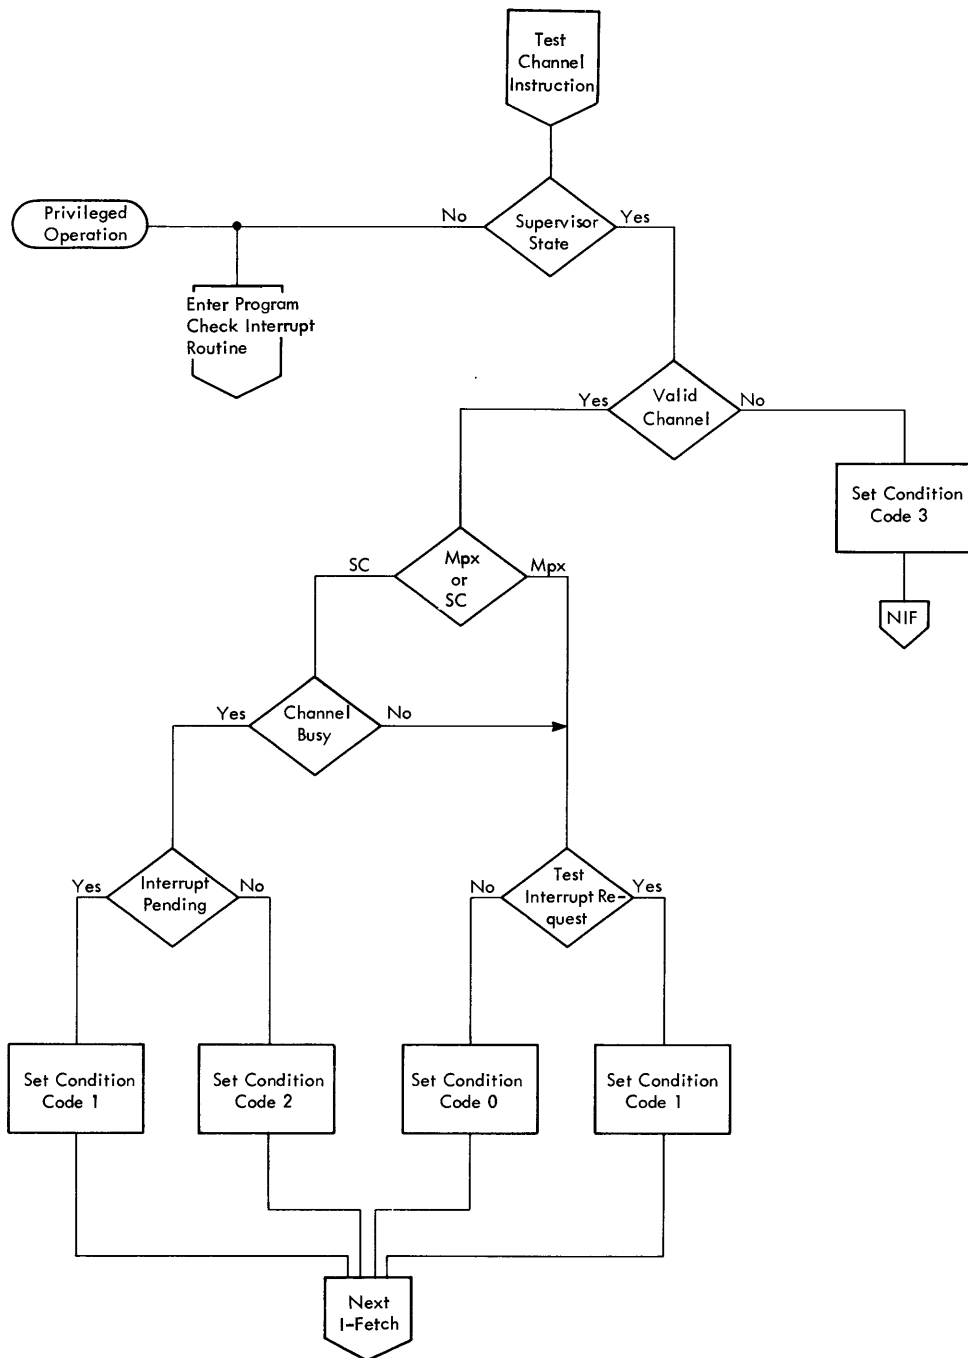 Test
Channel
Instruction
Privileged
Operation
No
Supervisor
State
Yes
Enter Program
Check Interrupt
Routine
Yes
Valid
Channel
No
Set Condition
Code 3
SC
Mpx
or
SC
Mpx
NIF
Yes
Channel
Busy
No
Yes
Interrupt
Pending
No
No
Test
Interrupt Re-
quest
Yes
Set Condition
Code 1
Set Condition
Code 2
Set Condition
Code 0
Set Condition
Code 1
Next
I-Fetch